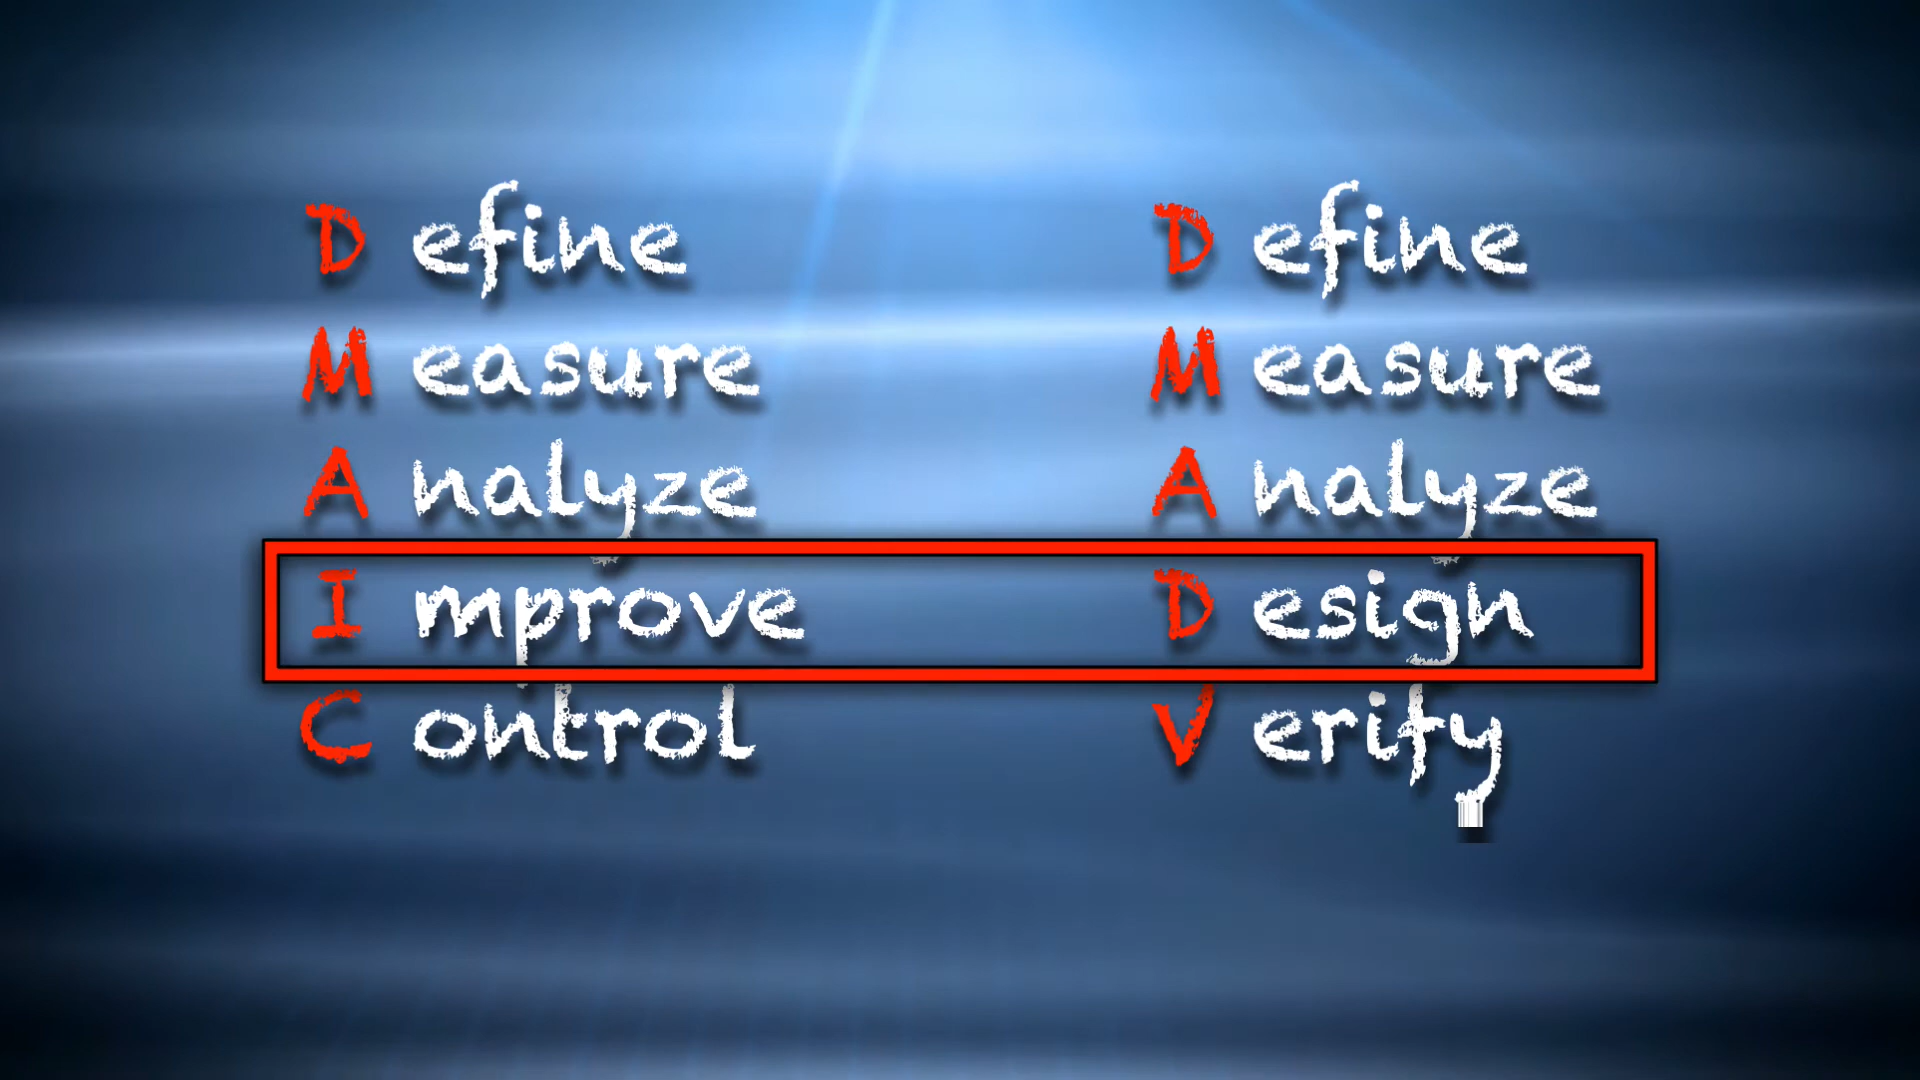 Define Define
Measure Measure
Analyze Analyze
Improve Design
Control Verify